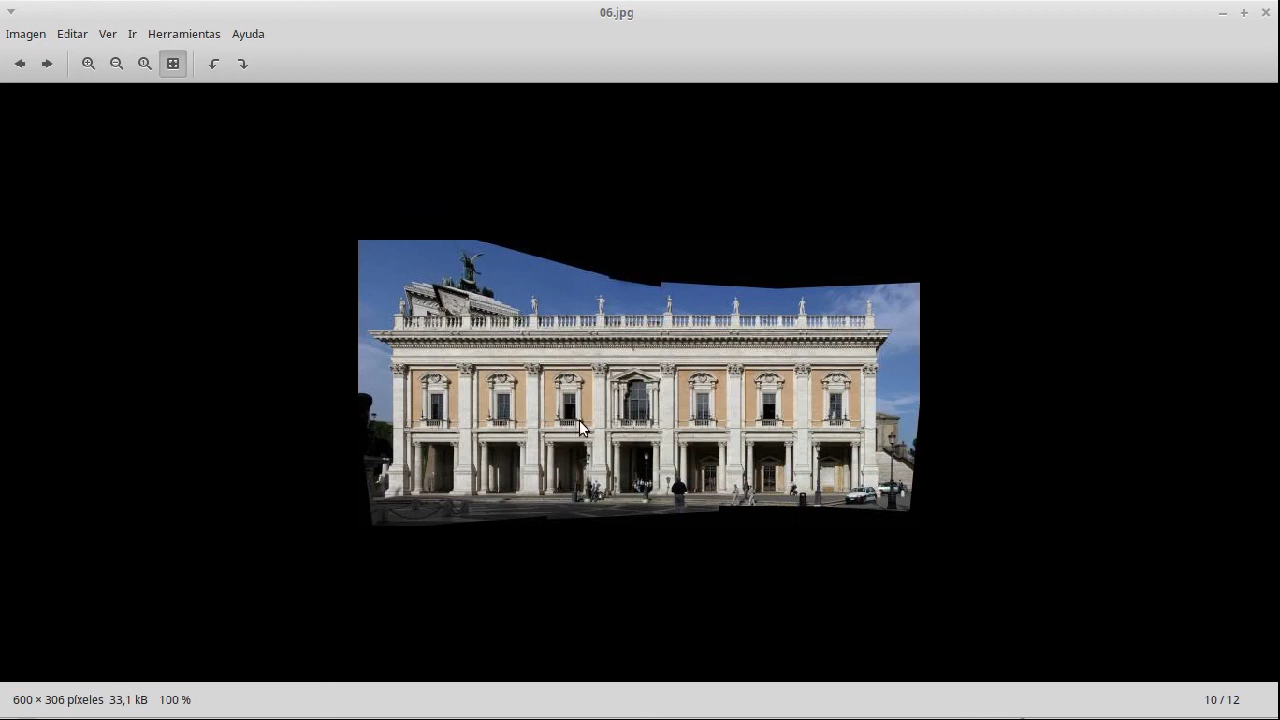 06.jpg
Imagen Editar Ver Ir Herramientas Ayuda
600 × 306 píxeles 33,1 kB 100 %
10 / 12